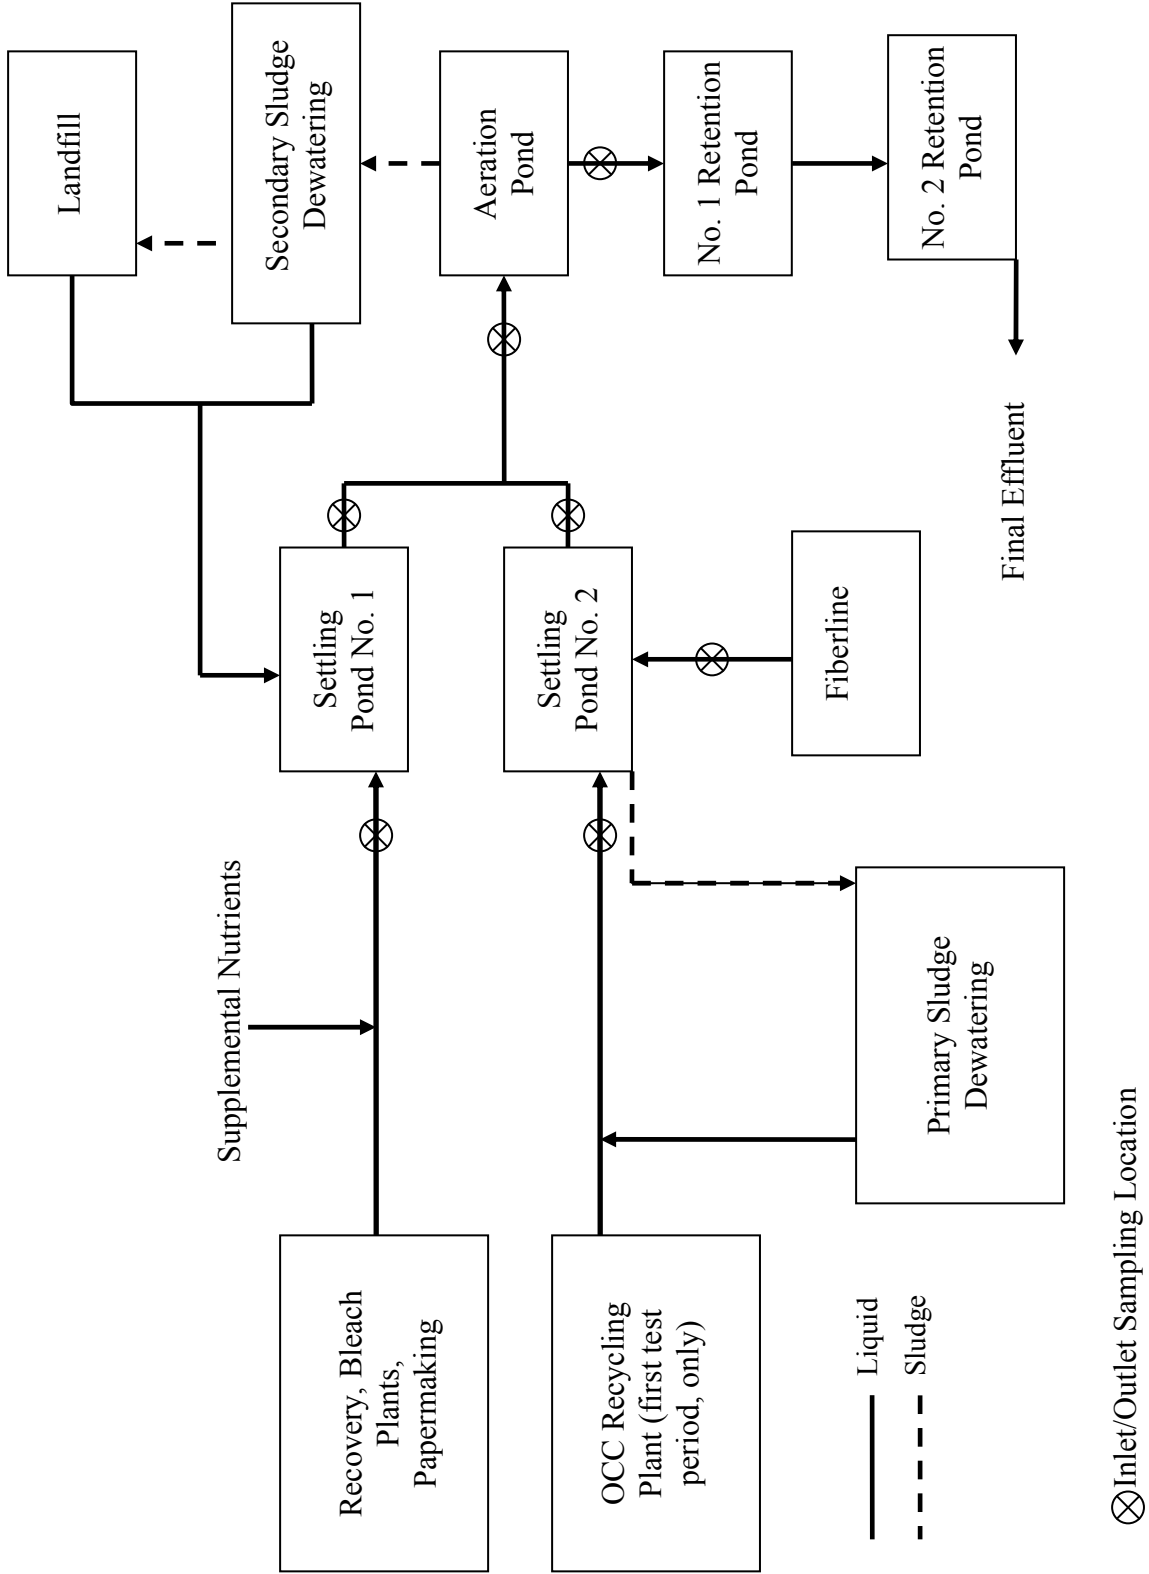 Landfill
Secondary Sludge
Dewatering
Supplemental Nutrients
Recovery, Bleach
Plants,
Papermaking
Settling
Pond No. 1
Aeration
Pond
OCC Recycling
Plant (first test
period, only)
Settling
Pond No. 2
No. 1 Retention
Pond
Fiberline
No. 2 Retention
Pond
Primary Sludge
Dewatering
Final Effluent
Liquid
Sludge
Inlet/Outlet Sampling Location